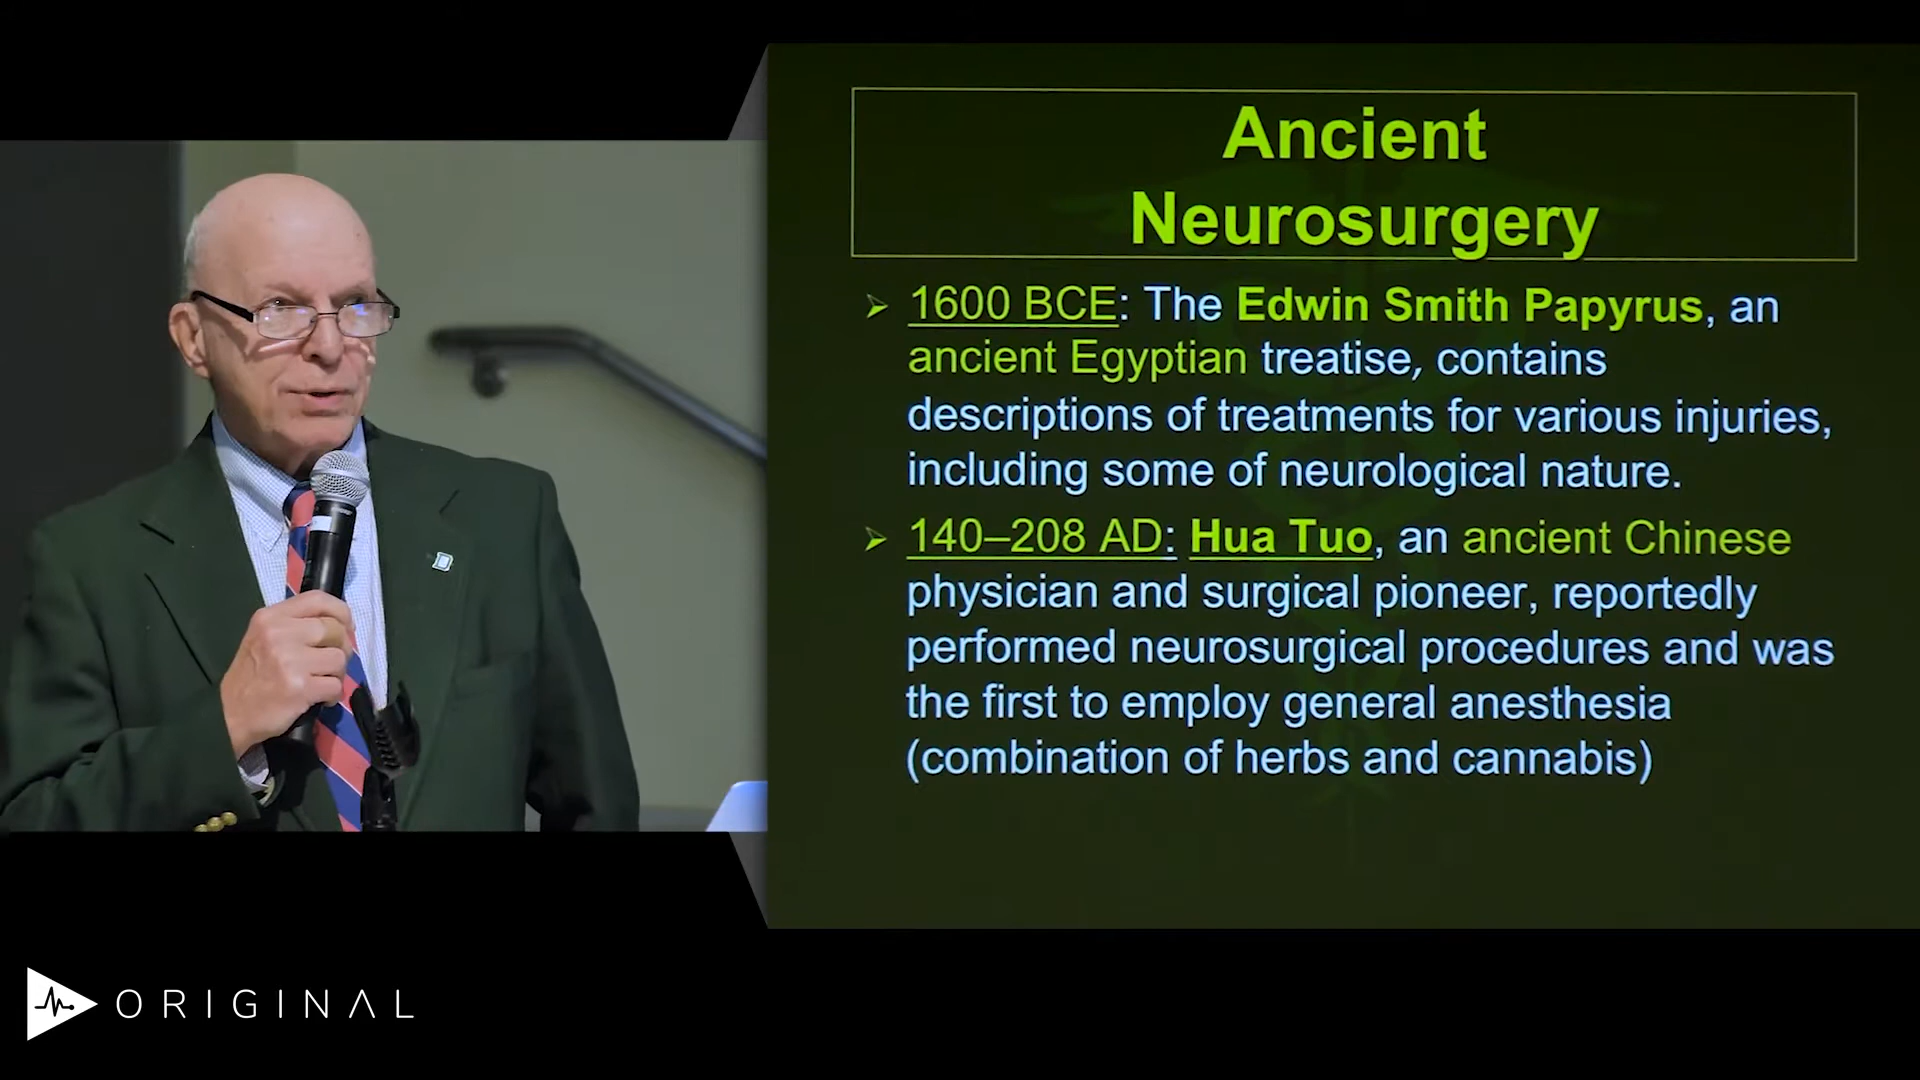 Ancient
Neurosurgery
➢ 1600 BCE: The Edwin Smith Papyrus, an
ancient Egyptian treatise, contains
descriptions of treatments for various injuries,
including some of neurological nature.
➢ 140–208 AD: Hua Tuo, an ancient Chinese
physician and surgical pioneer, reportedly
performed neurosurgical procedures and was
the first to employ general anesthesia
(combination of herbs and cannabis)
ORIGINAL